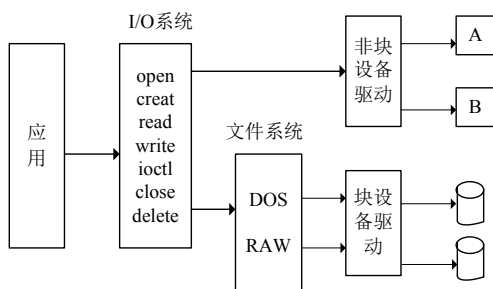 I/O系统
应用
open
creat
read
write
ioctl
close
delete
文件系统
DOS
RAW
非块
设备
驱动
A
B
块设
备驱
动